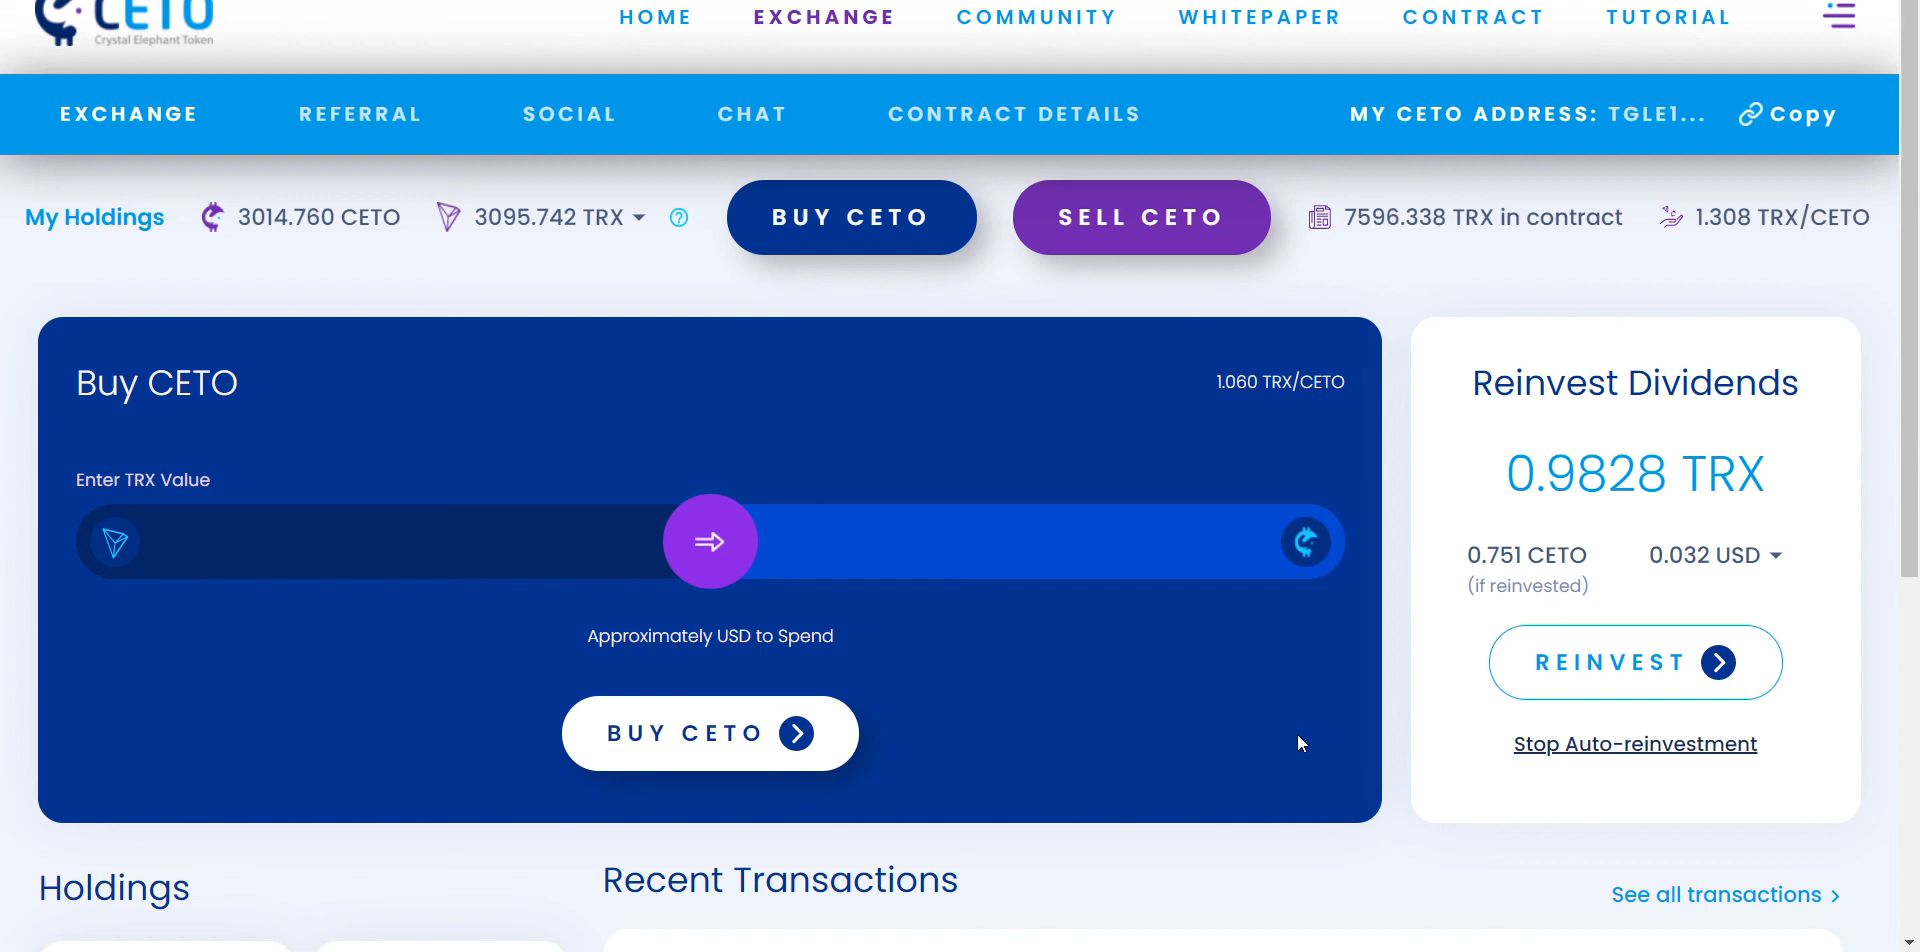 CETO
Crystal Elephant Token
HOME
EXCHANGE
COMMUNITY
WHITEPAPER
CONTRACT
TUTORIAL
EXCHANGE
REFERRAL
SOCIAL
CHAT
CONTRACT DETAILS
MY CETO ADDRESS: TGLE1...
Copy
My Holdings
3014.760 CETO
3095.742 TRX
?
BUY CETO
SELL CETO
7596.338 TRX in contract
1.308 TRX/CETO
Buy CETO
1.060 TRX/CETO
Enter TRX Value
Approximately USD to Spend
BUY CETO
Reinvest Dividends
0.9828 TRX
0.751 CETO
(if reinvested)
0.032 USD
REINVEST
Stop Auto-reinvestment
Holdings
Recent Transactions
See all transactions